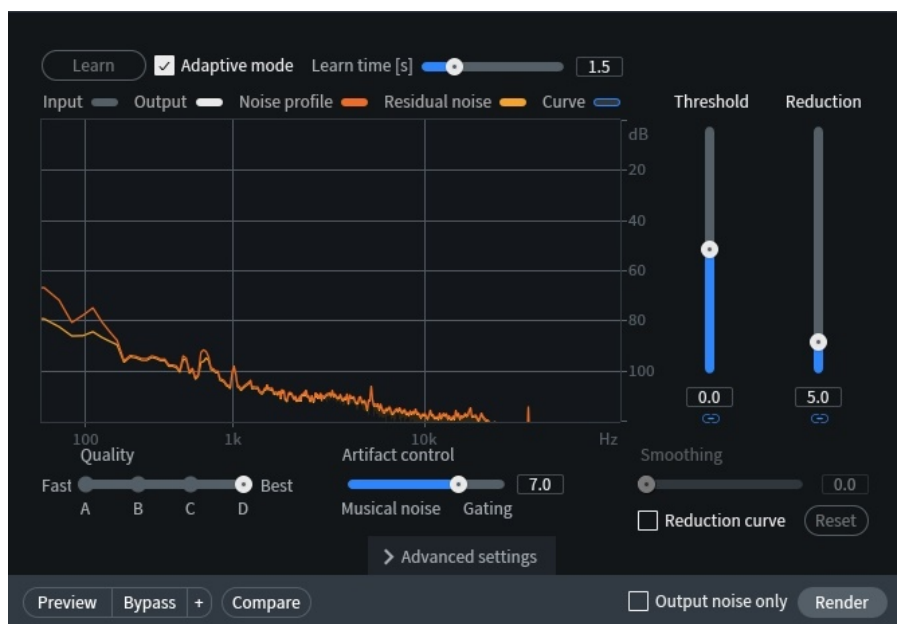 Learn Adaptive mode Learn time [s] 1.5
Input Output Noise profile Residual noise Curve Threshold Reduction
dB
-20
-40
-60
-80
-100
0.0 5.0
100 1k 10k Hz
Quality Artifact control Smoothing
Fast Best 7.0 0.0
A B C D Musical noise Gating
Reduction curve Reset
Advanced settings
Preview Bypass + Compare Output noise only Render